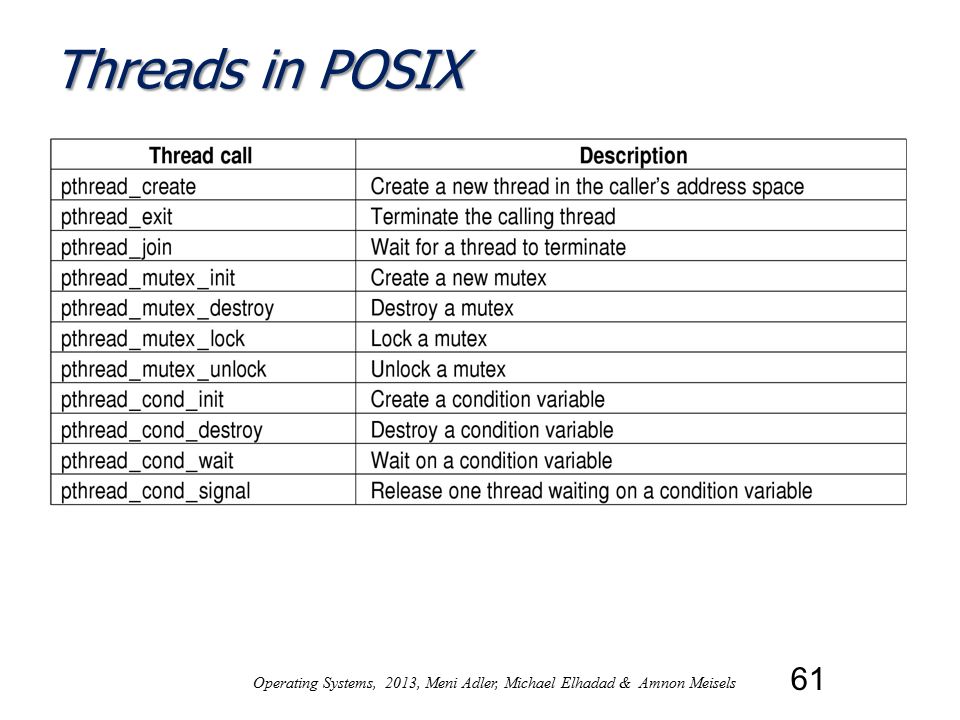 Threads in POSIX
Thread call Description
pthread_create Create a new thread in the caller's address space
pthread_exit Terminate the calling thread
pthread_join Wait for a thread to terminate
pthread_mutex_init Create a new mutex
pthread_mutex_destroy Destroy a mutex
pthread_mutex_lock Lock a mutex
pthread_mutex_unlock Unlock a mutex
pthread_cond_init Create a condition variable
pthread_cond_destroy Destroy a condition variable
pthread_cond_wait Wait on a condition variable
pthread_cond_signal Release one thread waiting on a condition variable
Operating Systems, 2013, Meni Adler, Michael Elhadad & Amnon Meisels 61